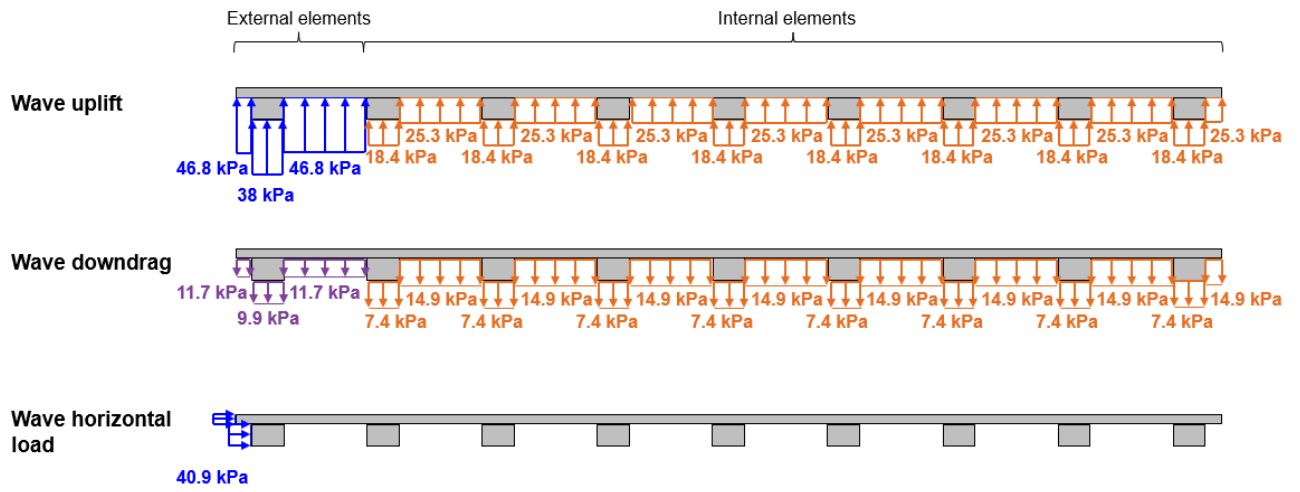 External elements
Internal elements
Wave uplift
25.3 kPa 25.3 kPa 25.3 kPa 25.3 kPa 25.3 kPa 25.3 kPa 25.3 kPa 25.3 kPa
18.4 kPa 18.4 kPa 18.4 kPa 18.4 kPa 18.4 kPa 18.4 kPa 18.4 kPa 18.4 kPa
46.8 kPa 46.8 kPa
38 kPa
Wave downdrag
11.7 kPa 11.7 kPa 14.9 kPa 14.9 kPa 14.9 kPa 14.9 kPa 14.9 kPa 14.9 kPa 14.9 kPa 14.9 kPa
9.9 kPa 7.4 kPa 7.4 kPa 7.4 kPa 7.4 kPa 7.4 kPa 7.4 kPa 7.4 kPa 7.4 kPa
Wave horizontal
load
40.9 kPa